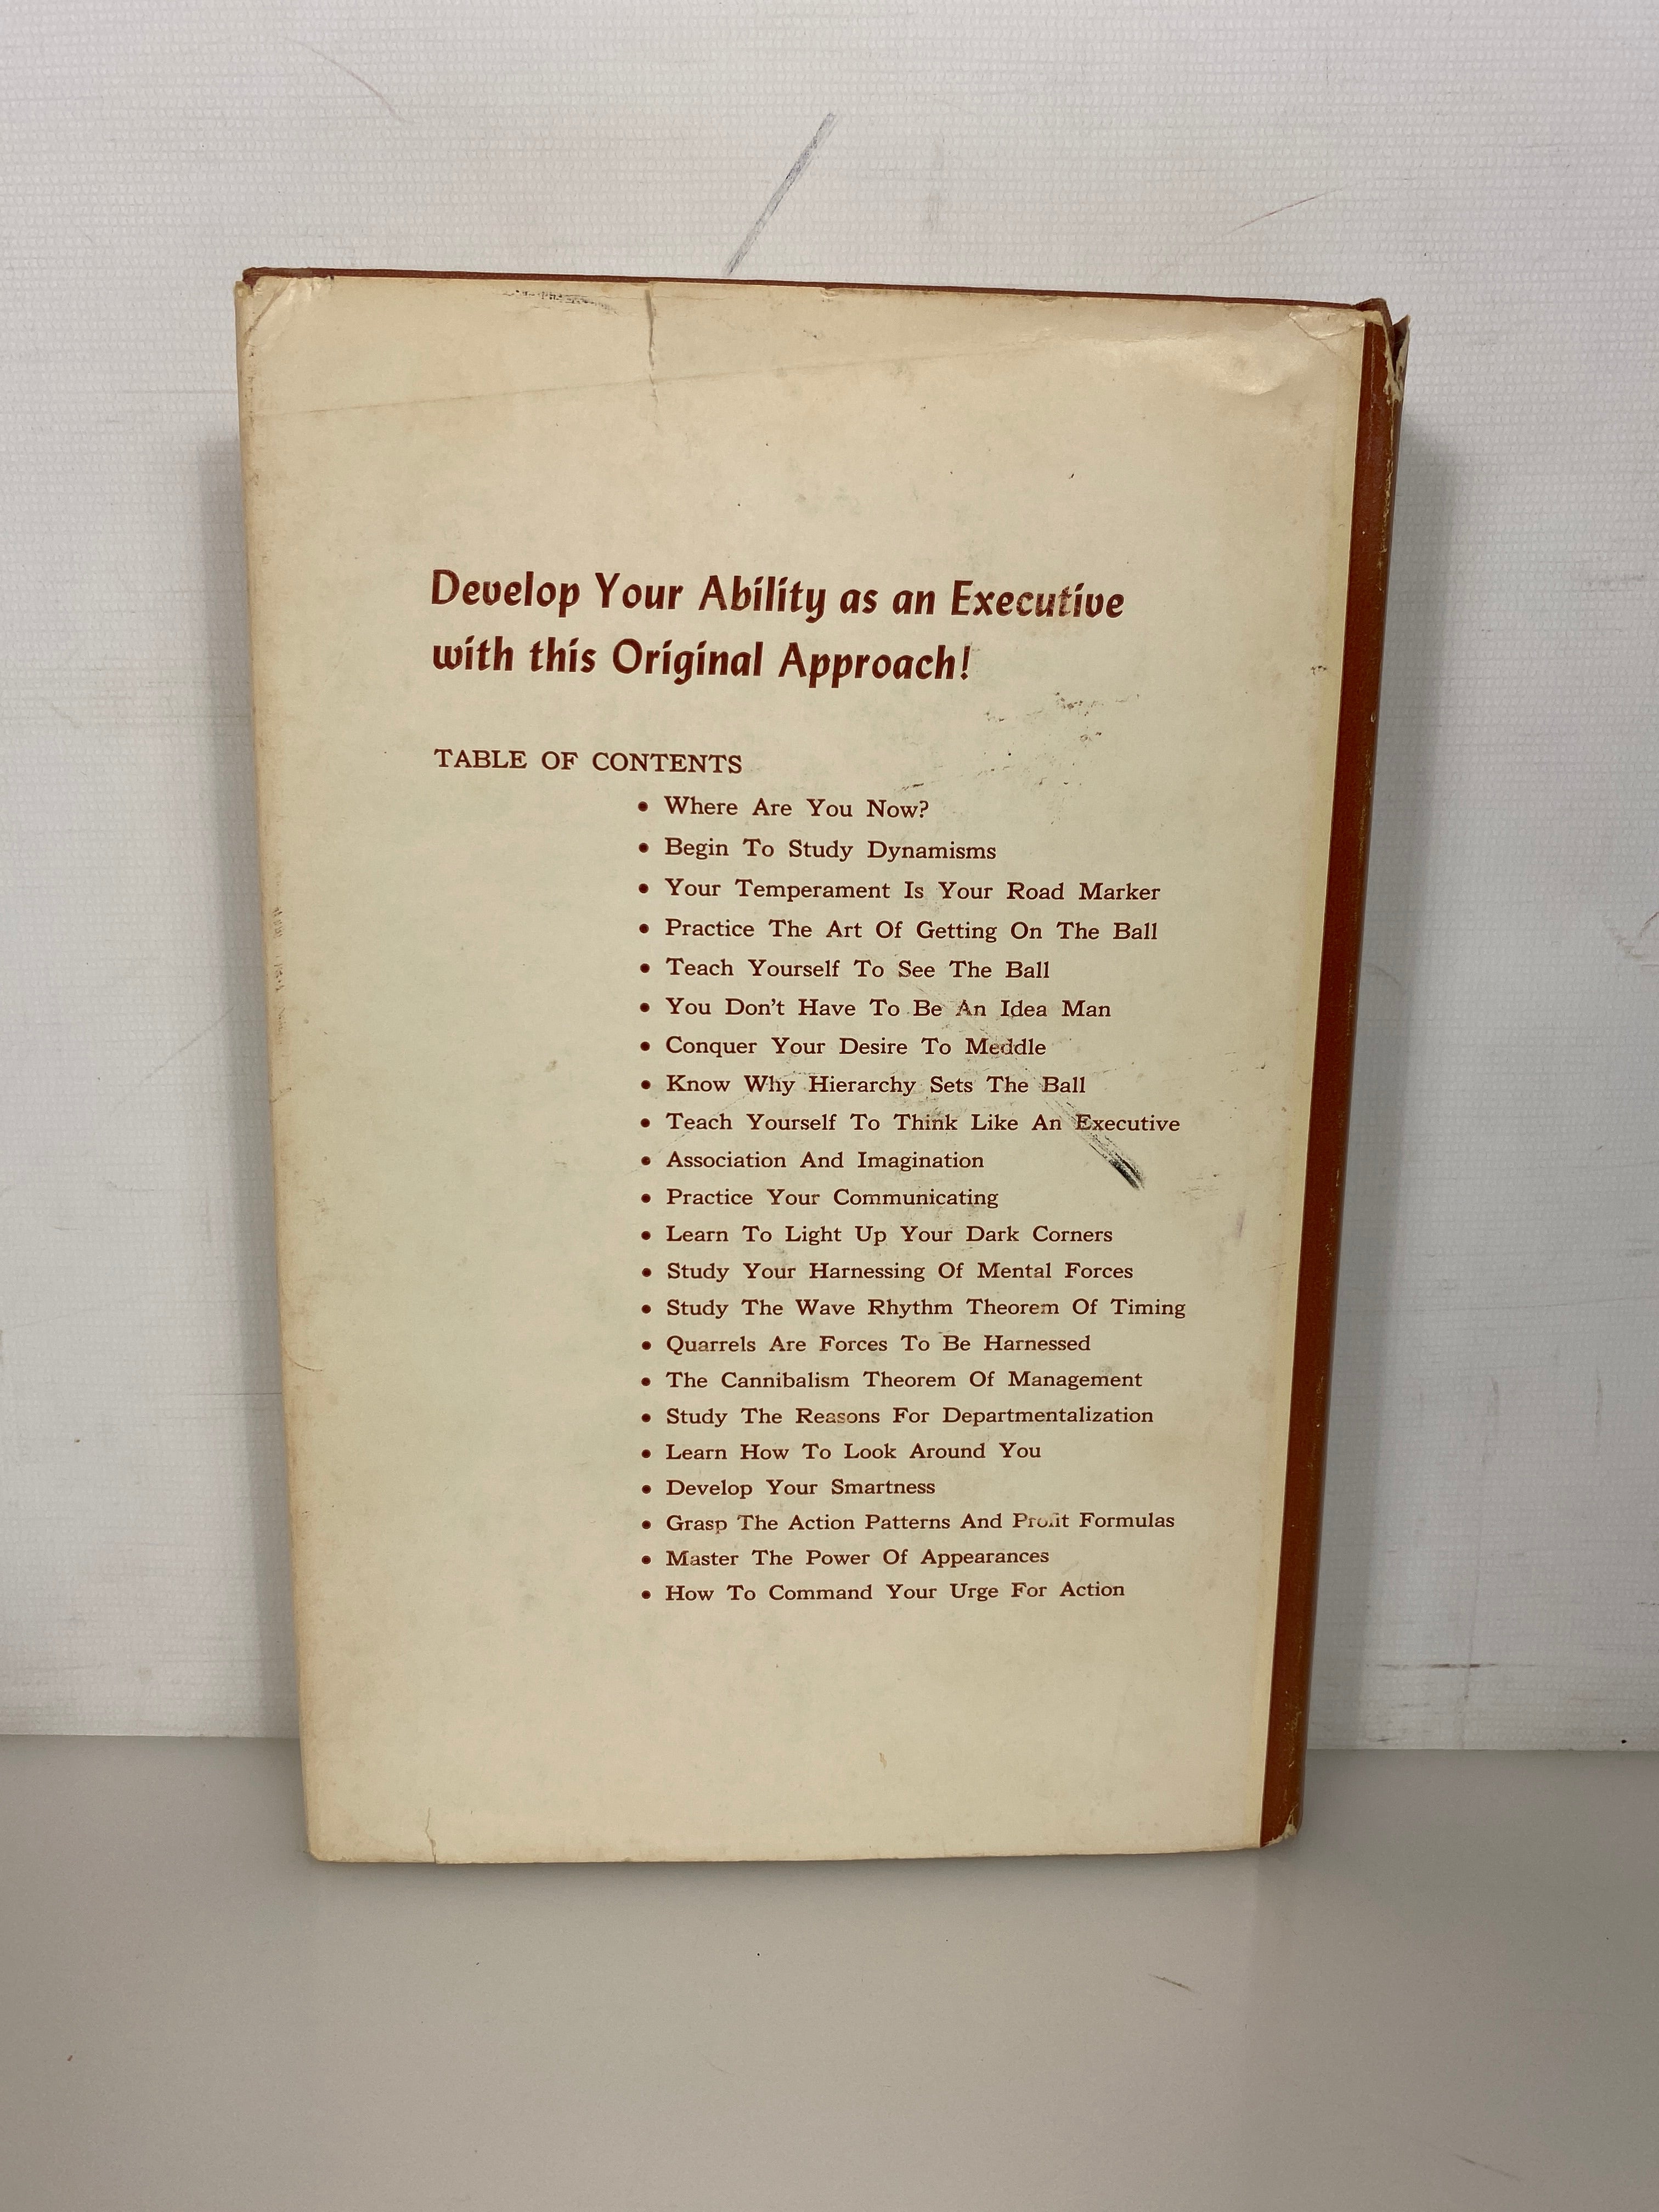 Develop Your Ability as an Executive
with this Original Approach!
TABLE OF CONTENTS
• Where Are You Now?
• Begin To Study Dynamisms
• Your Temperament Is Your Road Marker
• Practice The Art Of Getting On The Ball
• Teach Yourself To See The Ball
• You Don't Have To Be An Idea Man
• Conquer Your Desire To Meddle
• Know Why Hierarchy Sets The Ball
• Teach Yourself To Think Like An Executive
• Association And Imagination
• Practice Your Communicating
• Learn To Light Up Your Dark Corners
• Study Your Harnessing Of Mental Forces
• Study The Wave Rhythm Theorem Of Timing
• Quarrels Are Forces To Be Harnessed
• The Cannibalism Theorem Of Management
• Study The Reasons For Departmentalization
• Learn How To Look Around You
• Develop Your Smartness
• Grasp The Action Patterns And Profit Formulas
• Master The Power Of Appearances
• How To Command Your Urge For Action